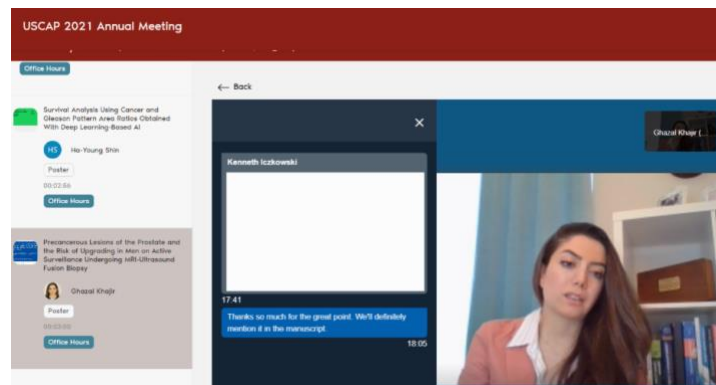 USCAP 2021 Annual Meeting
Office Hours
← Back
Survival Analysis Using Cancer and
Gleason Pattern Area Ratios Obtained
With Deep Learning-Based AI
HS
Ha-Young Shin
Poster
00:02:56
Office Hours
Precancerous Lesions of the Prostate and
the Risk of Upgrading in Men on Active
Surveillance Undergoing MRI-Ultrasound
Fusion Biopsy
Ghazal Khajir
Poster
Office Hours
×
Kenneth Iczkowski
17:41
Thanks so much for the great point. We'll definitely
mention it in the manuscript.
18:05
Ghazal Khajir (...